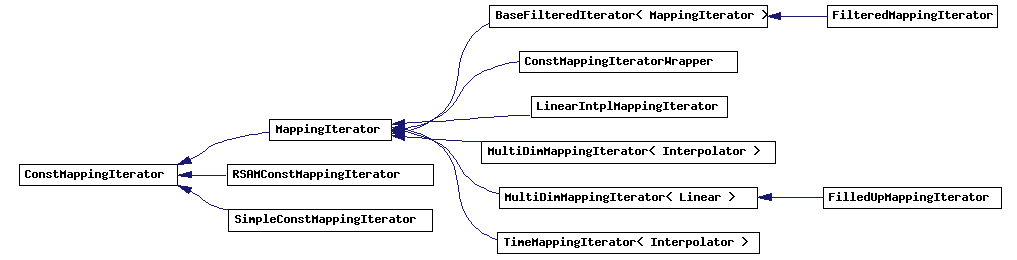 BaseFilteredIterator< MappingIterator >
FilteredMappingIterator
ConstMappingIteratorWrapper
LinearIntplMappingIterator
MappingIterator
MultiDimMappingIterator< Interpolator >
ConstMappingIterator
RSAMConstMappingIterator
MultiDimMappingIterator< Linear >
FilledUpMappingIterator
SimpleConstMappingIterator
TimeMappingIterator< Interpolator >